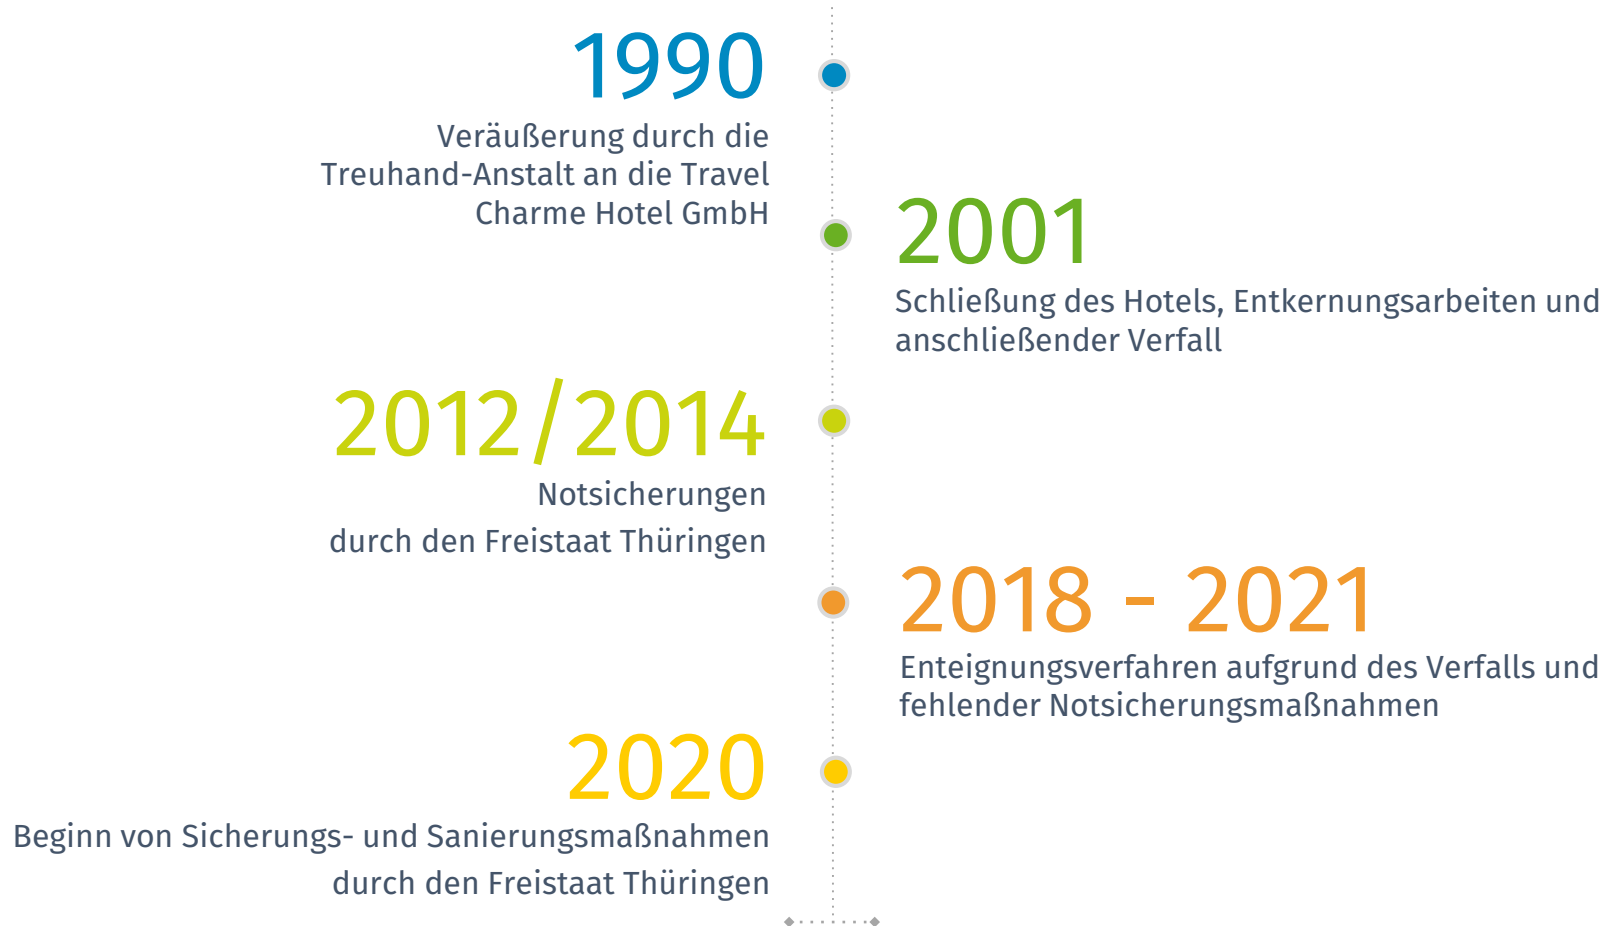 1990
Veräußerung durch die
Treuhand-Anstalt an die Travel
Charme Hotel GmbH
2001
Schließung des Hotels, Entkernungsarbeiten und
anschließender Verfall
2012/2014
Notsicherungen
durch den Freistaat Thüringen
2018 - 2021
Enteignungsverfahren aufgrund des Verfalls und
fehlender Notsicherungsmaßnahmen
2020
Beginn von Sicherungs- und Sanierungsmaßnahmen
durch den Freistaat Thüringen